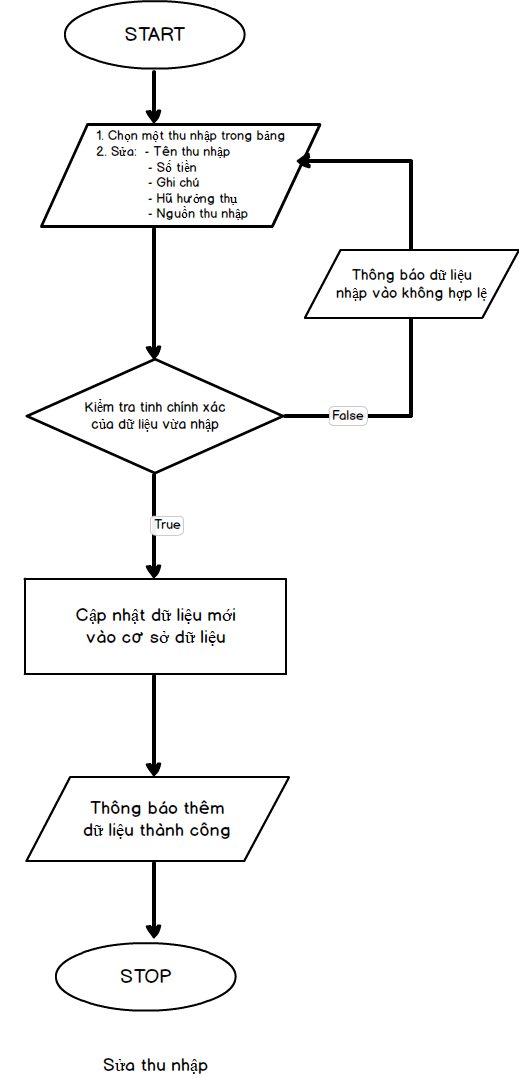 START
1. Chọn một thu nhập trong bảng
2. Sửa: - Tên thu nhập
- Số tiền
- Ghi chú
- Hũ hưởng thụ
- Nguồn thu nhập
Thông báo dữ liệu
nhập vào không hợp lệ
Kiểm tra tính chính xác
của dữ liệu vừa nhập
False
True
Cập nhật dữ liệu mới
vào cơ sở dữ liệu
Thông báo thêm
dữ liệu thành công
STOP
Sửa thu nhập